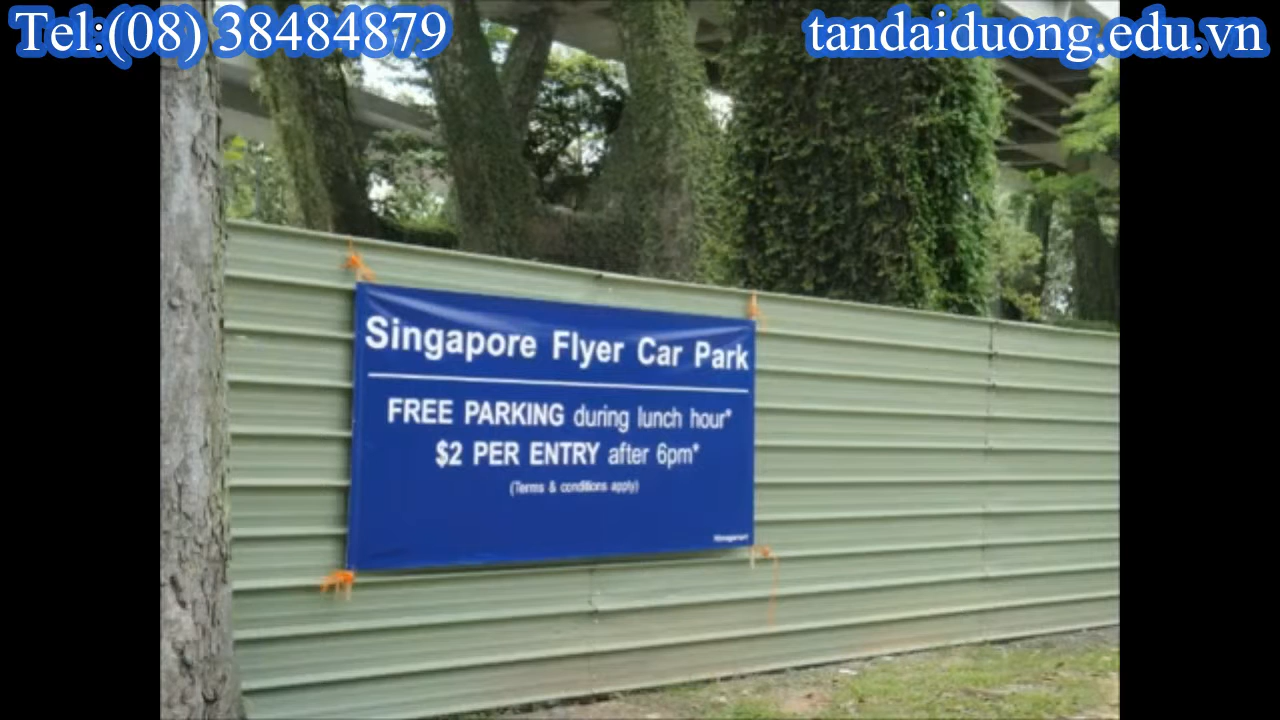 Tel:(08) 38484879
tandaiduong.edu.vn
Singapore Flyer Car Park
FREE PARKING during lunch hour*
$2 PER ENTRY after 6pm*
(Terms & conditions apply)